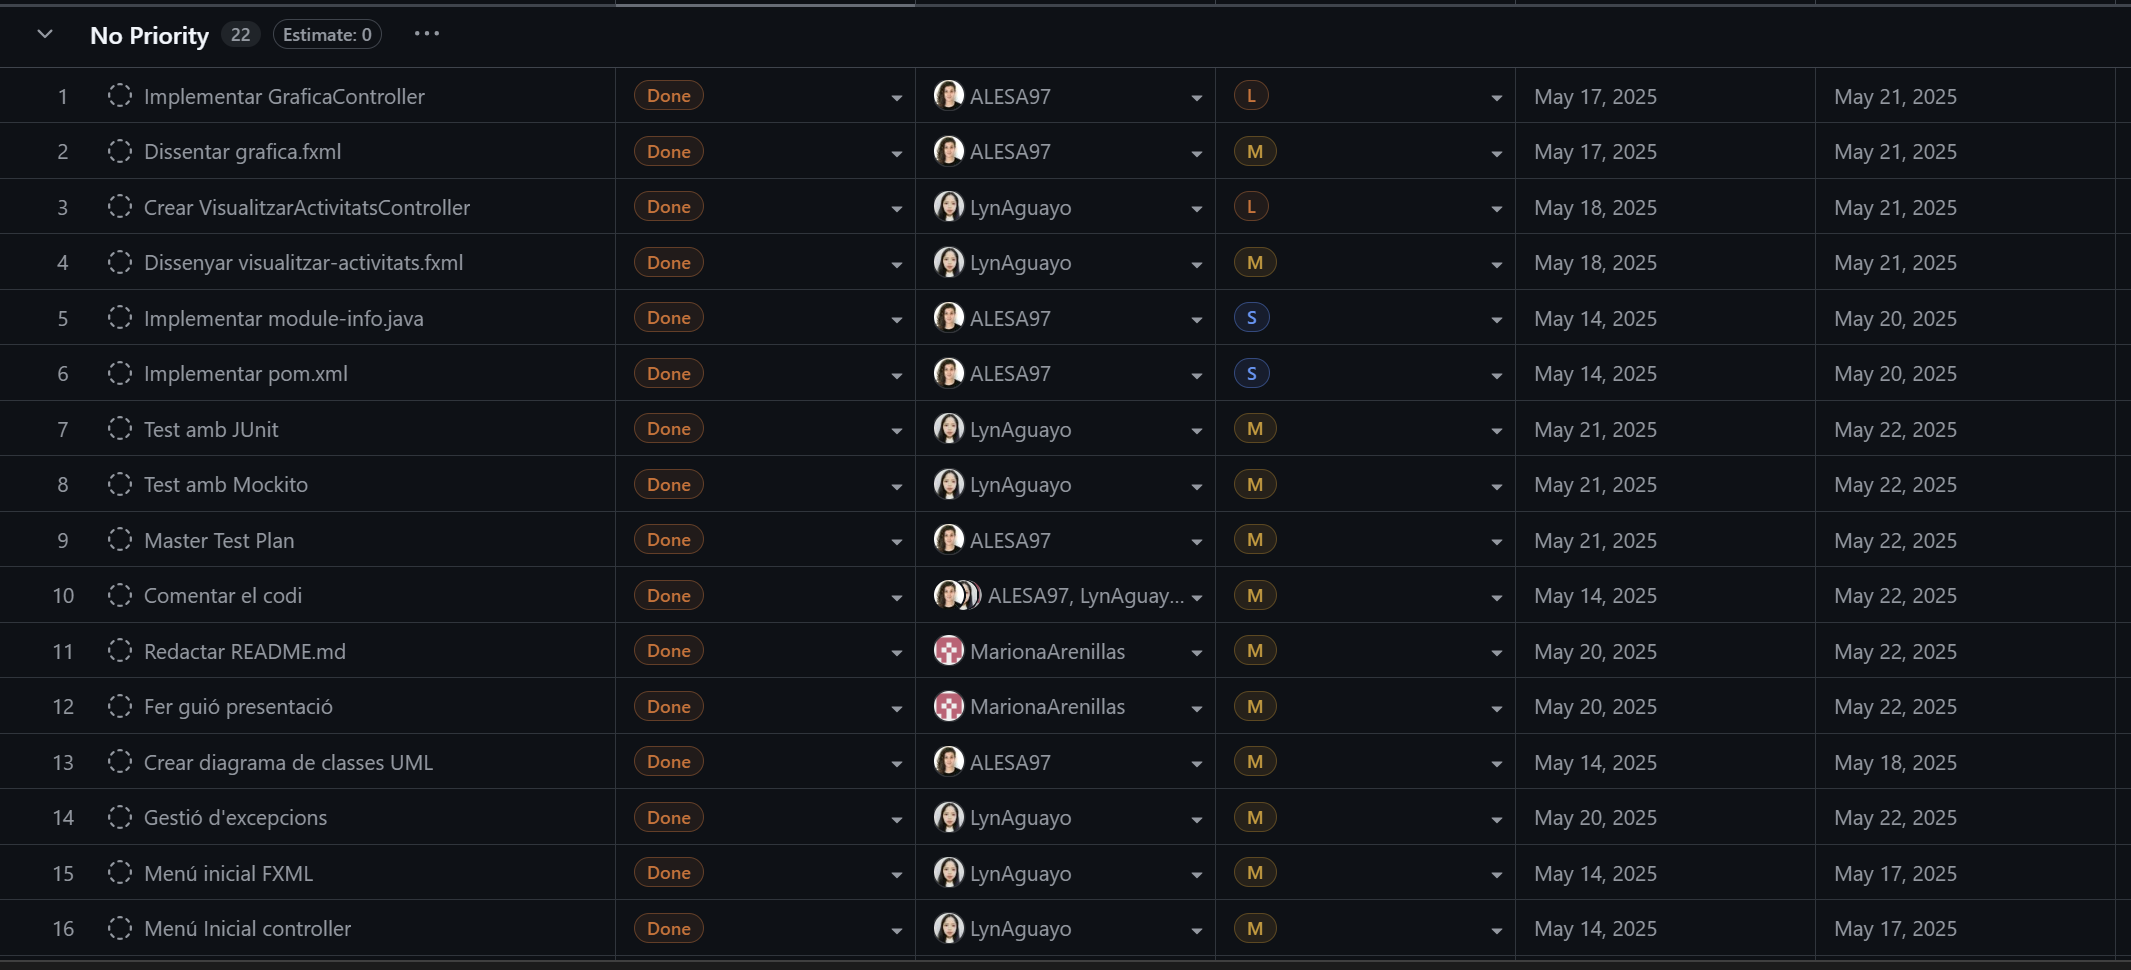 No Priority 22 Estimate: 0 ...
1 Implementar GraficaController Done ALESA97 L May 17, 2025 May 21, 2025
2 Dissentar grafica.fxml Done ALESA97 M May 17, 2025 May 21, 2025
3 Crear VisualitzarActivitatsController Done LynAguayo L May 18, 2025 May 21, 2025
4 Dissenyar visualitzar-activitats.fxml Done LynAguayo M May 18, 2025 May 21, 2025
5 Implementar module-info.java Done ALESA97 S May 14, 2025 May 20, 2025
6 Implementar pom.xml Done ALESA97 S May 14, 2025 May 20, 2025
7 Test amb JUnit Done LynAguayo M May 21, 2025 May 22, 2025
8 Test amb Mockito Done LynAguayo M May 21, 2025 May 22, 2025
9 Master Test Plan Done ALESA97 M May 21, 2025 May 22, 2025
10 Comentar el codi Done ALESA97, LynAguay... M May 14, 2025 May 22, 2025
11 Redactar README.md Done MarionaArenillas M May 20, 2025 May 22, 2025
12 Fer guió presentació Done MarionaArenillas M May 20, 2025 May 22, 2025
13 Crear diagrama de classes UML Done ALESA97 M May 14, 2025 May 18, 2025
14 Gestió d'excepcions Done LynAguayo M May 20, 2025 May 22, 2025
15 Menú inicial FXML Done LynAguayo M May 14, 2025 May 17, 2025
16 Menú Inicial controller Done LynAguayo M May 14, 2025 May 17, 2025